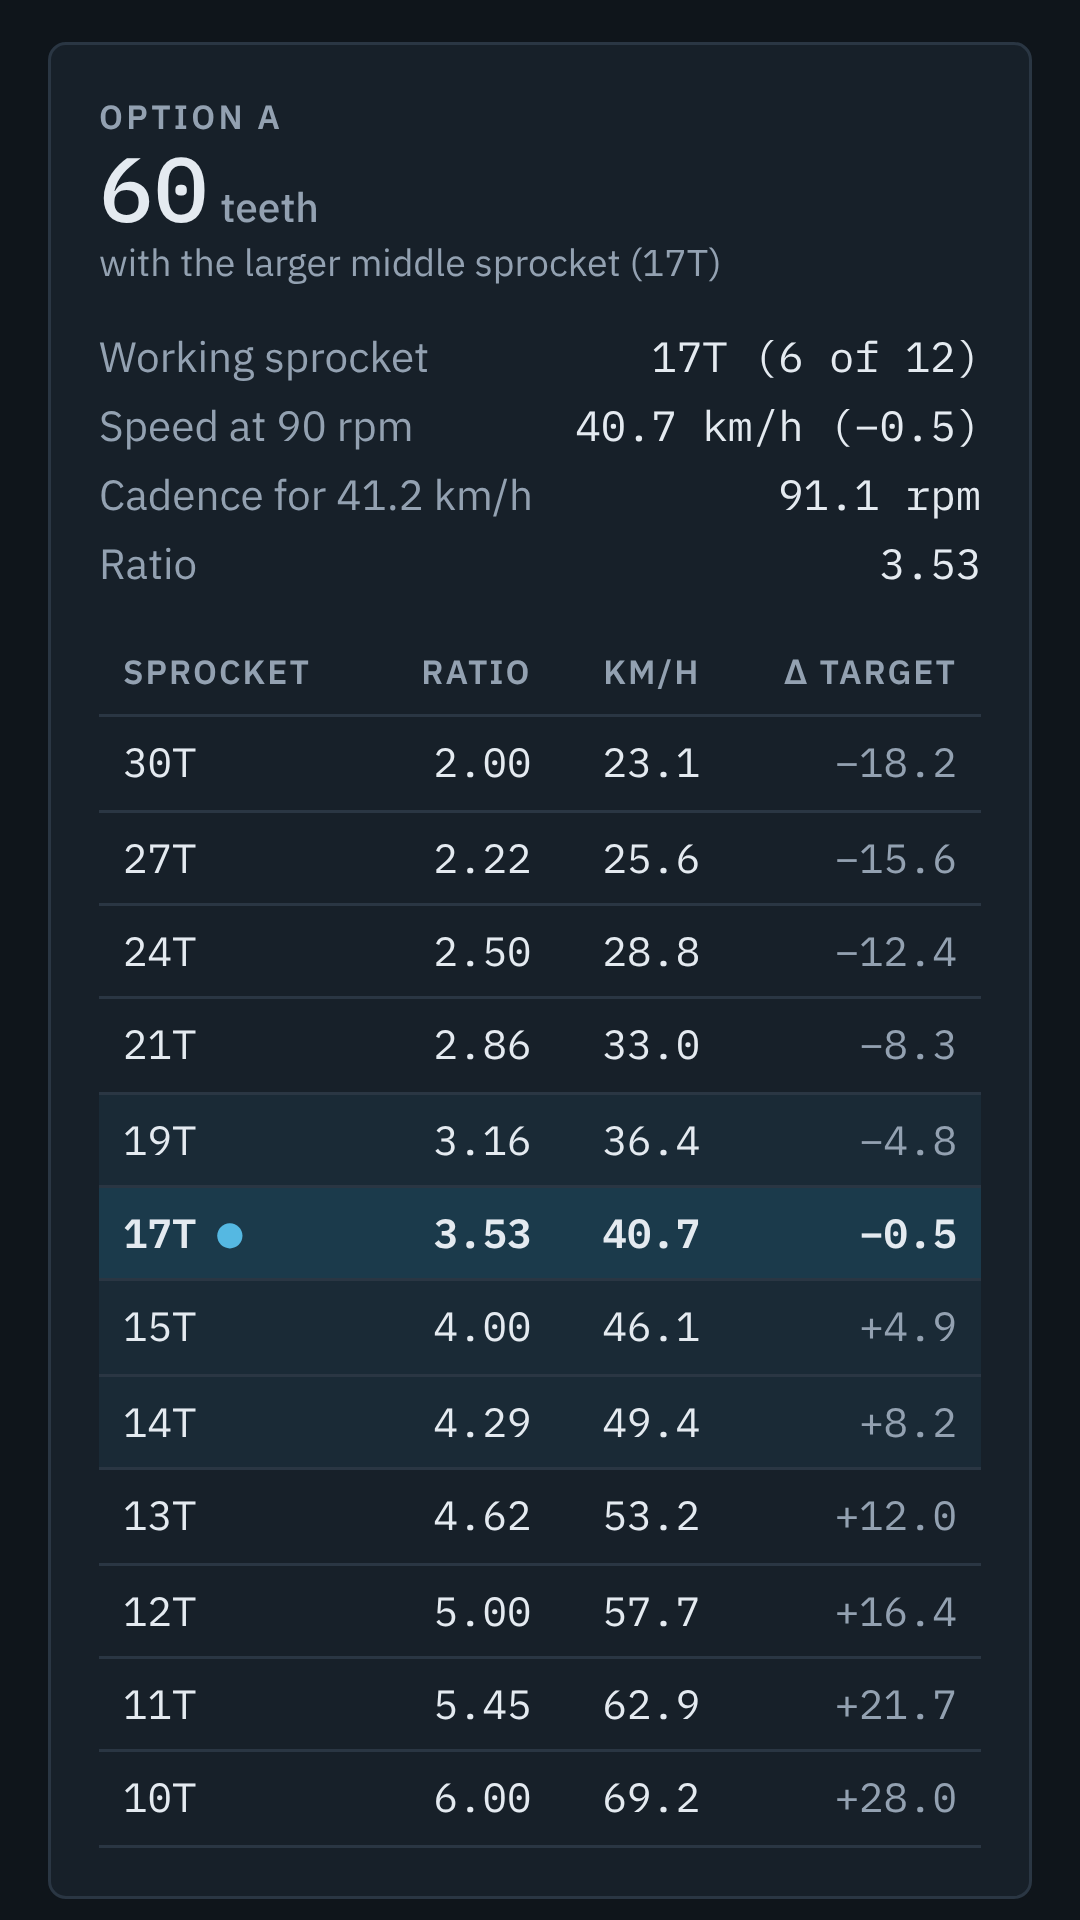 OPTION A
60 teeth
with the larger middle sprocket (17T)
Working sprocket 17T (6 of 12)
Speed at 90 rpm 40.7 km/h (−0.5)
Cadence for 41.2 km/h 91.1 rpm
Ratio 3.53
SPROCKET RATIO KM/H Δ TARGET
30T 2.00 23.1 −18.2
27T 2.22 25.6 −15.6
24T 2.50 28.8 −12.4
21T 2.86 33.0 −8.3
19T 3.16 36.4 −4.8
17T 3.53 40.7 −0.5
15T 4.00 46.1 +4.9
14T 4.29 49.4 +8.2
13T 4.62 53.2 +12.0
12T 5.00 57.7 +16.4
11T 5.45 62.9 +21.7
10T 6.00 69.2 +28.0